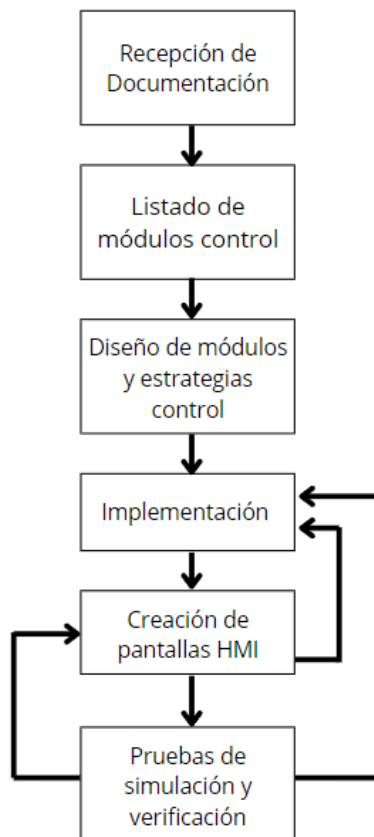 Recepción de
Documentación
Listado de
módulos control
Diseño de módulos
y estrategias
control
Implementación
Creación de
pantallas HMI
Pruebas de
simulación y
verificación